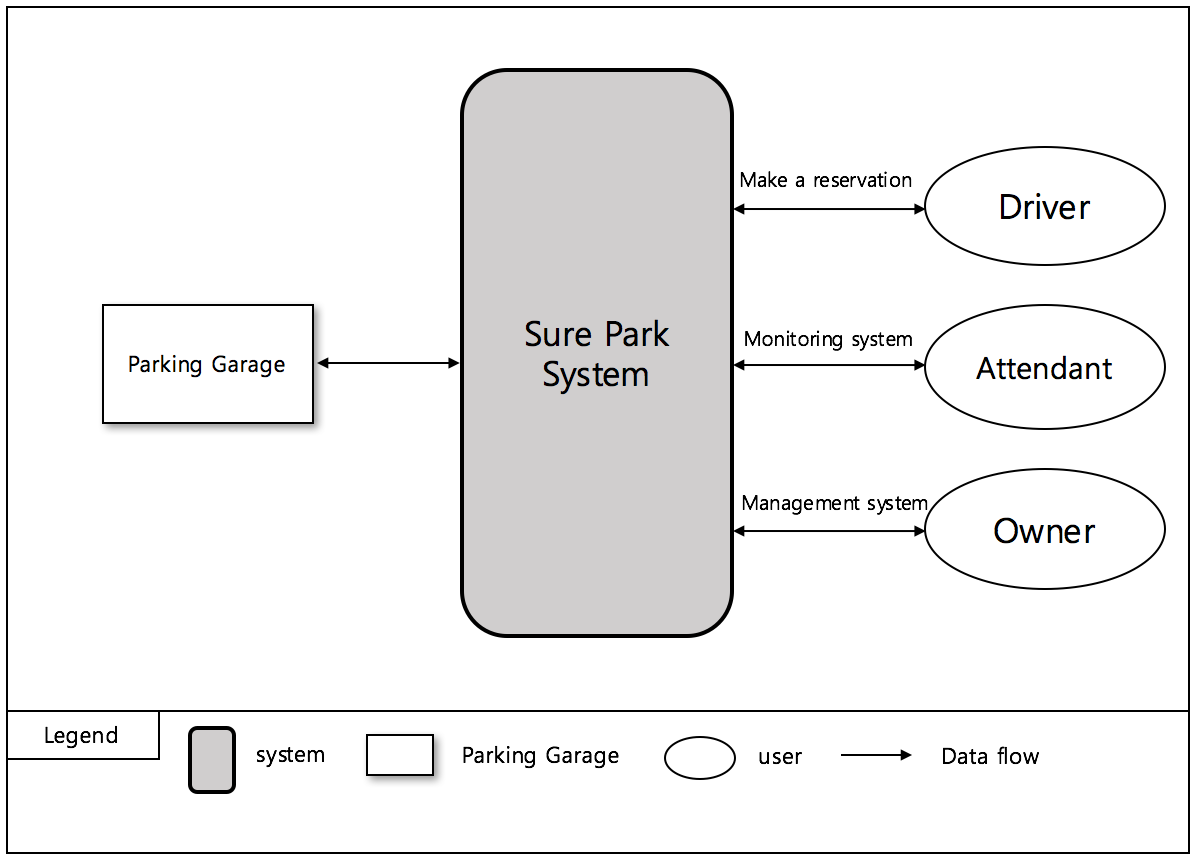 Make a reservation
Driver
Parking Garage
Sure Park
System
Monitoring system
Attendant
Management system
Owner
Legend
system
Parking Garage
user
Data flow